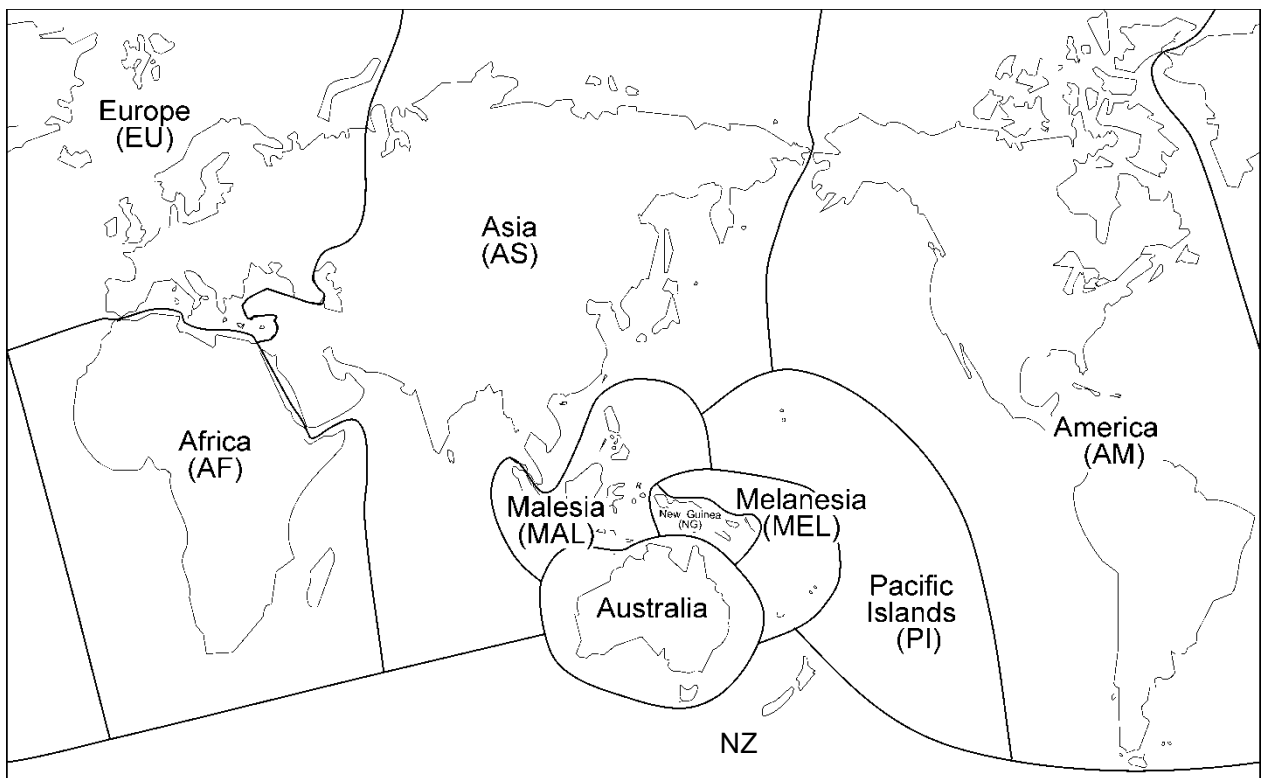 Europe
(EU)
Asia
(AS)
Africa
(AF)
America
(AM)
Malesia
(MAL)
New Guinea
(NG)
Melanesia
(MEL)
Australia
Pacific
Islands
(PI)
NZ